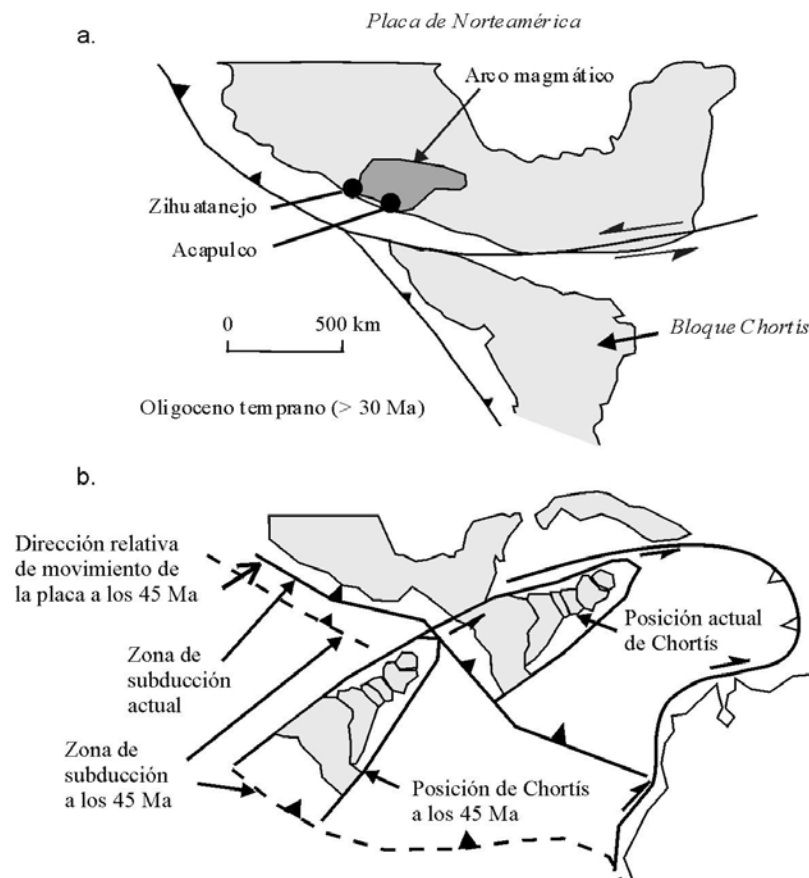 a.
Placa de Norteamérica
Arco magmático
Zihuatanejo
Acapulco
0 500 km
Bloque Chortís
Oligoceno temprano (> 30 Ma)
b.
Dirección relativa
de movimiento de
la placa a los 45 Ma
Zona de
subducción
actual
Zona de
subducción
a los 45 Ma
Posición actual
de Chortís
Posición de Chortís
a los 45 Ma